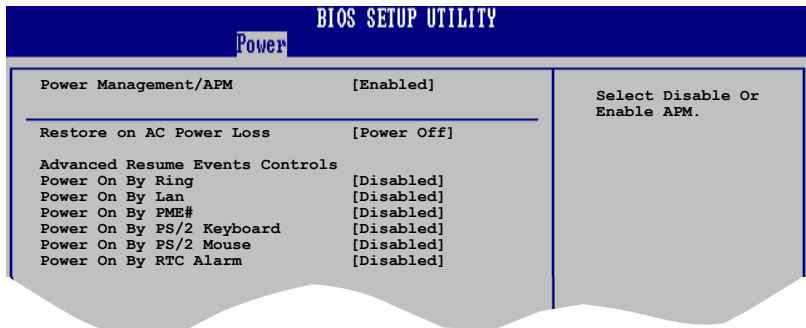 BIOS SETUP UTILITY
Power
Power Management/APM [Enabled]
Restore on AC Power Loss [Power Off]
Advanced Resume Events Controls
Power On By Ring [Disabled]
Power On By Lan [Disabled]
Power On By PME# [Disabled]
Power On By PS/2 Keyboard [Disabled]
Power On By PS/2 Mouse [Disabled]
Power On By RTC Alarm [Disabled]
Select Disable Or
Enable APM.